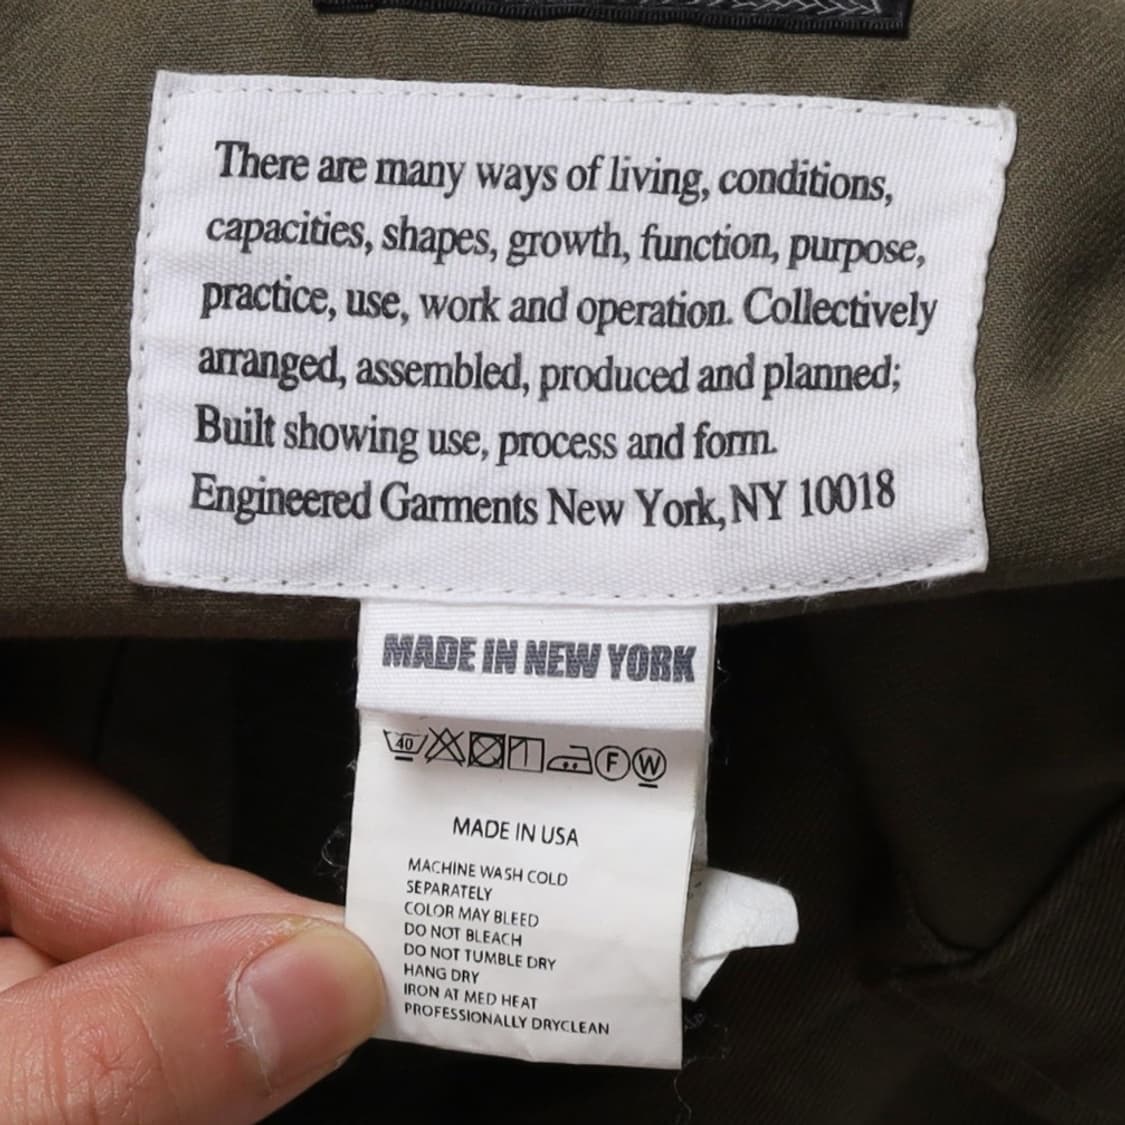 There are many ways of living, conditions,
capacities, shapes, growth, function, purpose,
practice, use, work and operation. Collectively
arranged, assembled, produced and planned;
Built showing use, process and form.
Engineered Garments New York, NY 10018
MADE IN NEW YORK
40 F W
MADE IN USA
MACHINE WASH COLD
SEPARATELY
COLOR MAY BLEED
DO NOT BLEACH
DO NOT TUMBLE DRY
HANG DRY
IRON AT MED HEAT
PROFESSIONALLY DRYCLEAN